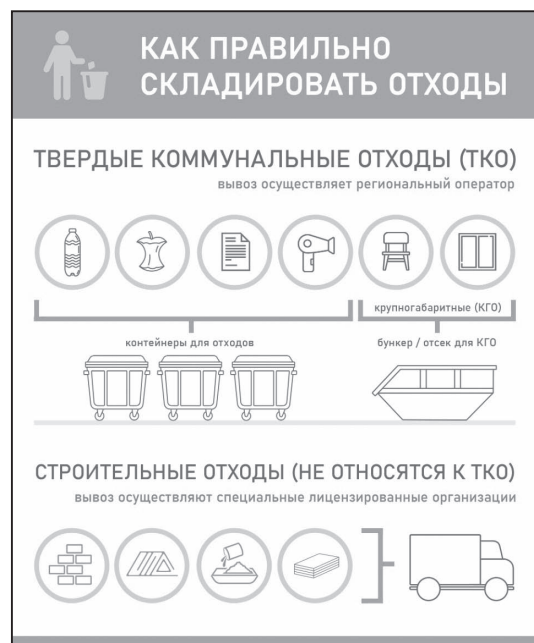 КАК ПРАВИЛЬНО
СКЛАДИРОВАТЬ ОТХОДЫ
ТВЕРДЫЕ КОММУНАЛЬНЫЕ ОТХОДЫ (ТКО)
вывоз осуществляет региональный оператор
крупногабаритные (КГО)
контейнеры для отходов
бункер / отсек для КГО
СТРОИТЕЛЬНЫЕ ОТХОДЫ (НЕ ОТНОСЯТСЯ К ТКО)
вывоз осуществляют специальные лицензированные организации